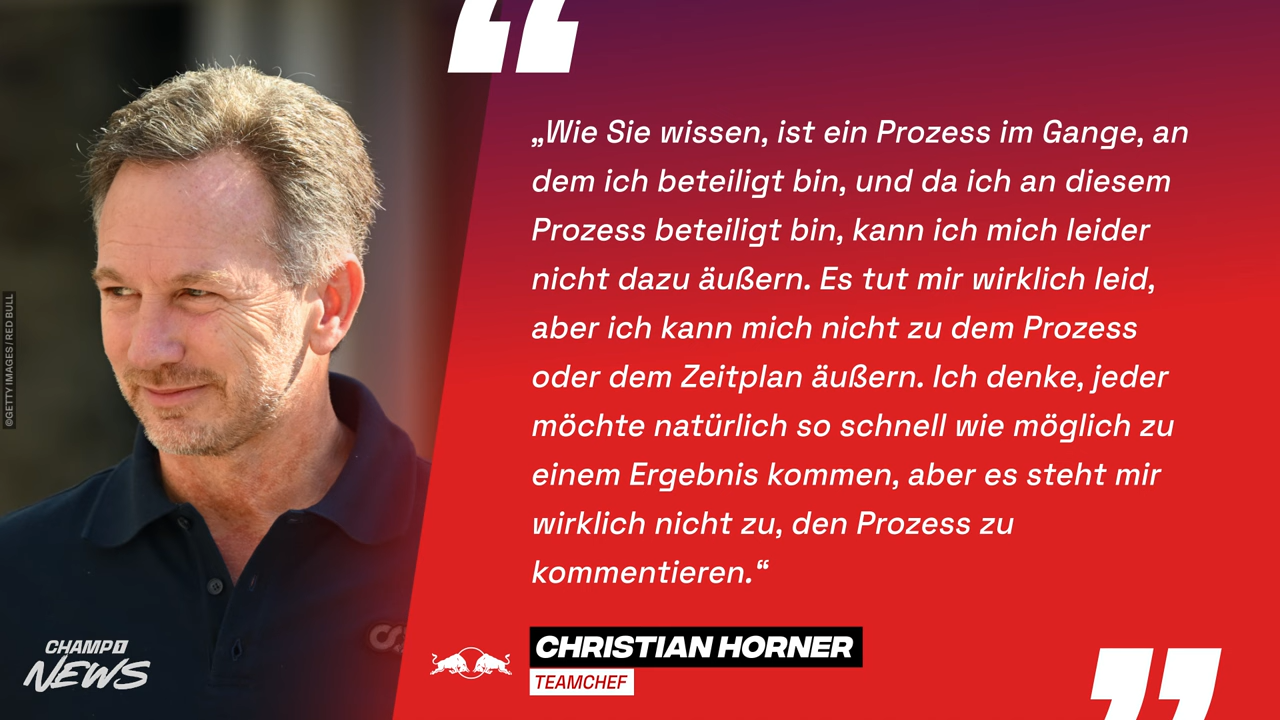 „Wie Sie wissen, ist ein Prozess im Gange, an
dem ich beteiligt bin, und da ich an diesem
Prozess beteiligt bin, kann ich mich leider
nicht dazu äußern. Es tut mir wirklich leid,
aber ich kann mich nicht zu dem Prozess
oder dem Zeitplan äußern. Ich denke, jeder
möchte natürlich so schnell wie möglich zu
einem Ergebnis kommen, aber es steht mir
wirklich nicht zu, den Prozess zu
kommentieren.“
CHRISTIAN HORNER
TEAMCHEF
©GETTY IMAGES / RED BULL
CHAMP1
NEWS